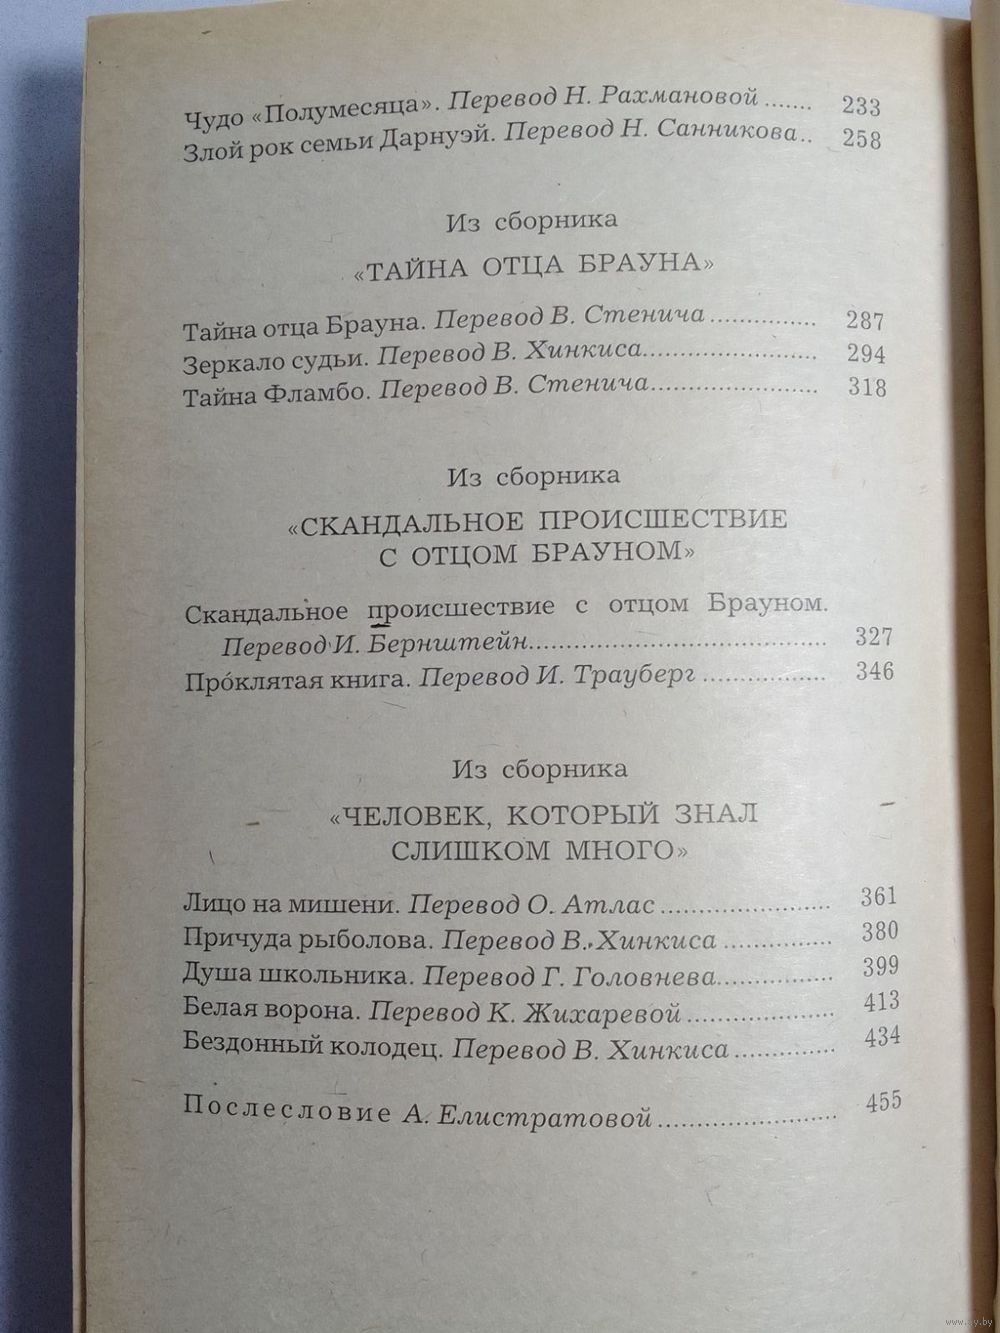 Чудо «Полумесяца». Перевод Н. Рахмановой ....... 233
Злой рок семьи Дарнуэй. Перевод Н. Санникова.. 258
Из сборника
«ТАЙНА ОТЦА БРАУНА»
Тайна отца Брауна. Перевод В. Стенича ............... 287
Зеркало судьи. Перевод В. Хинкиса........................ 294
Тайна Фламбо. Перевод В. Стенича....................... 318
Из сборника
«СКАНДАЛЬНОЕ ПРОИСШЕСТВИЕ
С ОТЦОМ БРАУНОМ»
Скандальное происшествие с отцом Брауном.
Перевод И. Бернштейн....................................... 327
Проклятая книга. Перевод И. Трауберг ................. 346
Из сборника
«ЧЕЛОВЕК, КОТОРЫЙ ЗНАЛ
СЛИШКОМ МНОГО»
Лицо на мишени. Перевод О. Атлас ....................... 361
Причуда рыболова. Перевод В. Хинкиса ............... 380
Душа школьника. Перевод Г. Головнева................ 399
Белая ворона. Перевод К. Жихаревой .................... 413
Бездонный колодец. Перевод В. Хинкиса .............. 434
Послесловие А. Елистратовой ........................ 455
www.ay.by